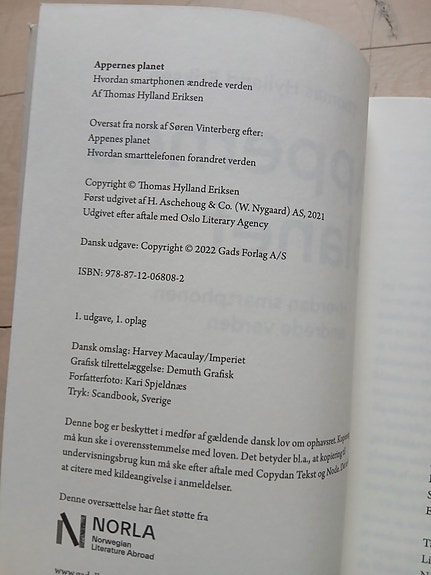 Appernes planet
Hvordan smartphonen ændrede verden
Af Thomas Hylland Eriksen
Oversat fra norsk af Søren Vinterberg efter:
Appenes planet
Hvordan smarttelefonen forandret verden
Copyright © Thomas Hylland Eriksen
Først udgivet af H. Aschehoug & Co. (W. Nygaard) AS, 2021
Udgivet efter aftale med Oslo Literary Agency
Dansk udgave: Copyright © 2022 Gads Forlag A/S
ISBN: 978-87-12-06808-2
1. udgave, 1. oplag
Dansk omslag: Harvey Macaulay/Imperiet
Grafisk tilrettelæggelse: Demuth Grafisk
Forfatterfoto: Kari Spjeldnæs
Tryk: Scandbook, Sverige
Denne bog er beskyttet i medfør af gældende dansk lov om ophavsret.
må kun ske i overensstemmelse med loven. Det betyder bl.a., at kopiering til
undervisningsbrug kun må ske efter aftale med Copydan Tekst og Node.
at citere med kildeangivelse i anmeldelser.
Denne oversættelse har fået støtte fra
NORLA
Norwegian
Literature Abroad